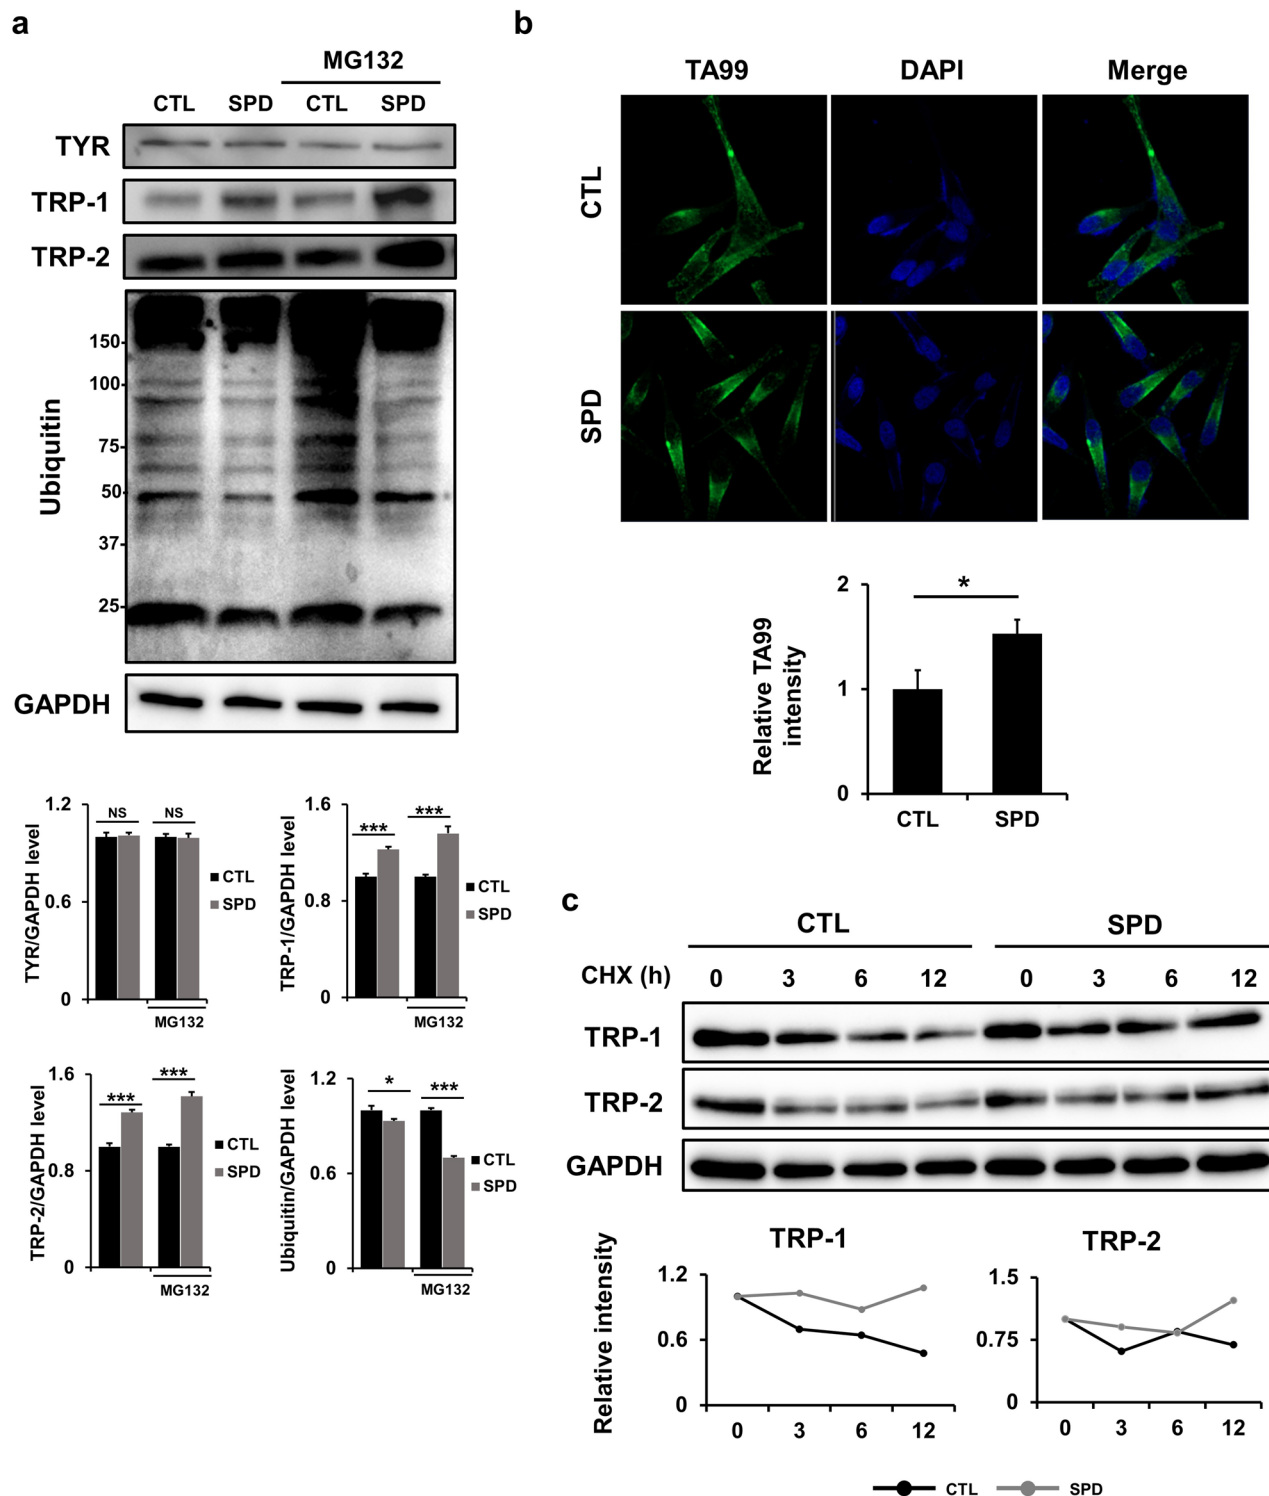 a
MG132
CTL SPD CTL SPD
TYR
TRP-1
TRP-2
Ubiquitin
150
100
75
50
37
25
GAPDH
TYR/GAPDH level
1.2
0.6
0
NS NS
CTL
SPD
MG132
TRP-1/GAPDH level
1.6
0.8
0
*** ***
CTL
SPD
MG132
TRP-2/GAPDH level
1.6
0.8
0
*** ***
CTL
SPD
MG132
Ubiquitin/GAPDH level
1.2
0.6
0
* ***
CTL
SPD
MG132
b
TA99 DAPI Merge
CTL
SPD
Relative TA99
intensity
2
1
0
*
CTL SPD
c
CTL SPD
CHX (h) 0 3 6 12 0 3 6 12
TRP-1
TRP-2
GAPDH
Relative intensity
TRP-1
1.2
0.6
0
0 3 6 12
TRP-2
1.5
0.75
0
0 3 6 12
CTL SPD